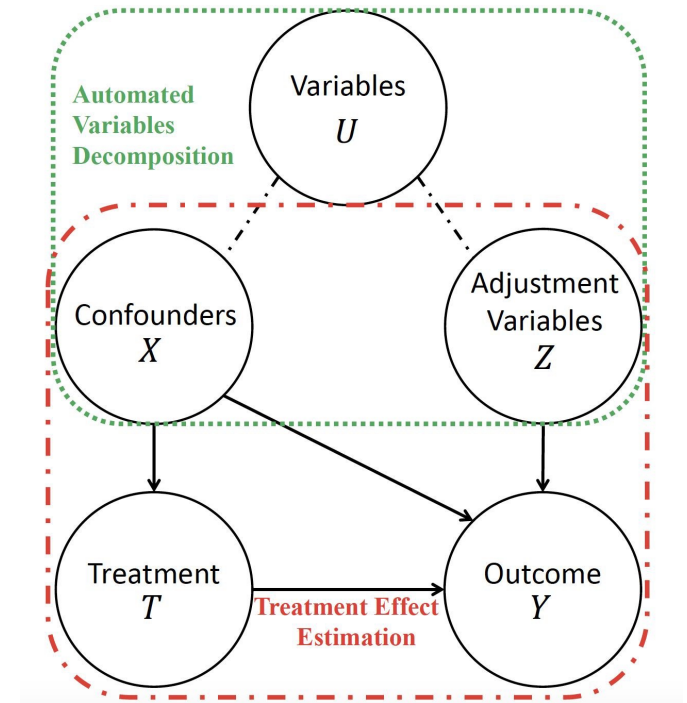 Variables
U
Automated
Variables
Decomposition
Confounders
X
Adjustment
Variables
Z
Treatment
T
Outcome
Y
Treatment Effect
Estimation